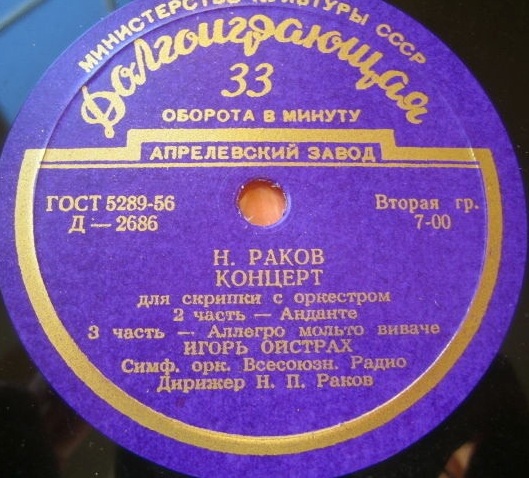 МИНИСТЕРСТВО КУЛЬТУРЫ СССР
Долгоиграющая
33
ОБОРОТА В МИНУТУ
АПРЕЛЕВСКИЙ ЗАВОД
ГОСТ 5289-56
Д — 2686
Вторая гр.
7-00
Н. РАКОВ
КОНЦЕРТ
для скрипки с оркестром
2 часть — Анданте
3 часть — Аллегро мольто виваче
ИГОРЬ ОЙСТРАХ
Симф. орк. Всесоюзн. Радио
Дирижер Н. П. Раков